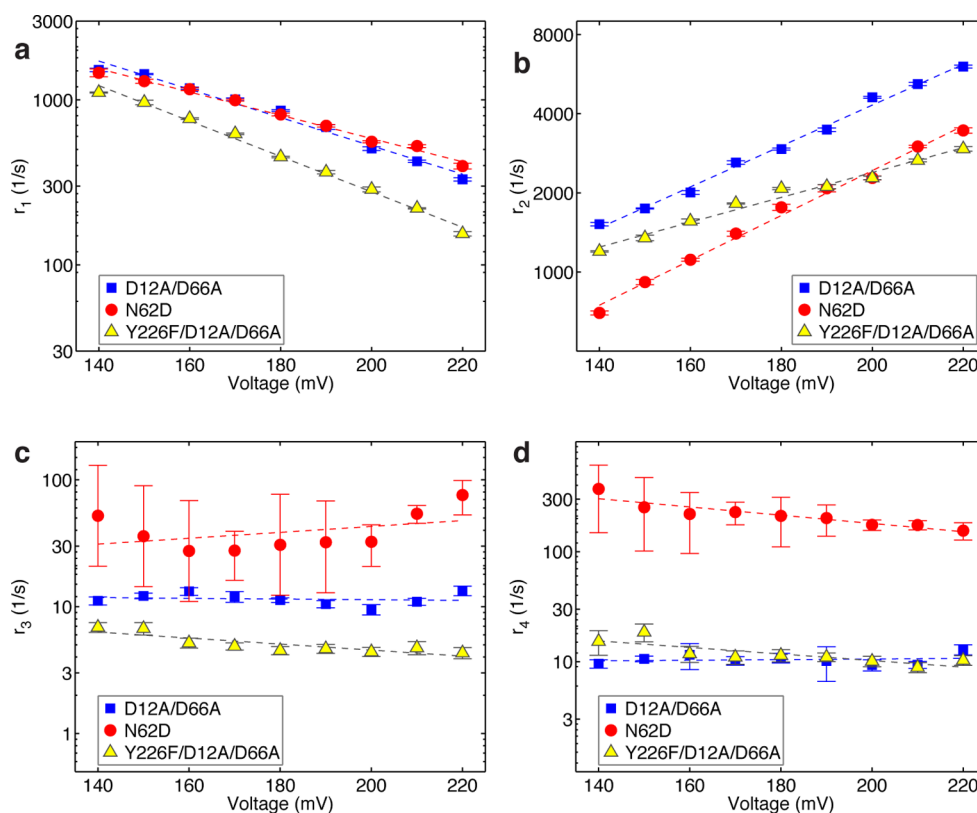 a
3000
1000
300
100
30
r1 (1/s)
D12A/D66A
N62D
Y226F/D12A/D66A
140 160 180 200 220
Voltage (mV)
b
8000
4000
2000
1000
r2 (1/s)
D12A/D66A
N62D
Y226F/D12A/D66A
140 160 180 200 220
Voltage (mV)
c
100
30
10
3
1
r3 (1/s)
D12A/D66A
N62D
Y226F/D12A/D66A
140 160 180 200 220
Voltage (mV)
d
300
100
30
10
3
r4 (1/s)
D12A/D66A
N62D
Y226F/D12A/D66A
140 160 180 200 220
Voltage (mV)